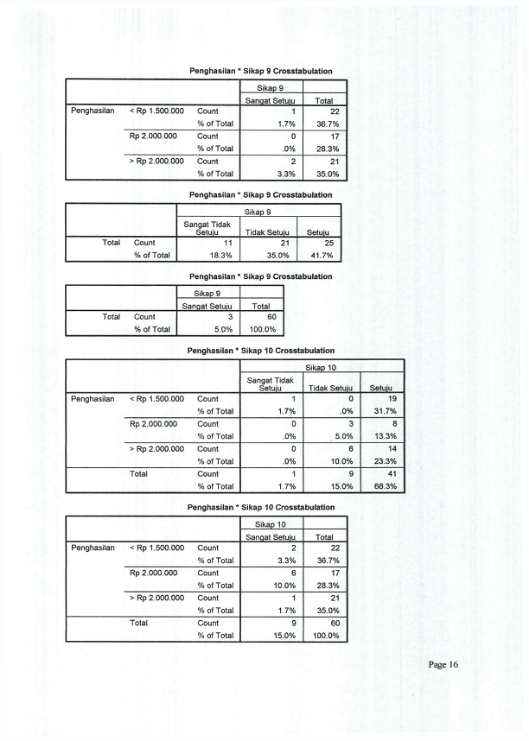 Penghasilan * Sikap 9 Crosstabulation
Sikap 9
Sangat Setuju Total
Penghasilan < Rp 1.500.000 Count 1 22
% of Total 1.7% 36.7%
Rp 2.000.000 Count 0 17
% of Total .0% 28.3%
> Rp 2.000.000 Count 2 21
% of Total 3.3% 35.0%
Penghasilan * Sikap 9 Crosstabulation
Sikap 9
Sangat Tidak Setuju Tidak Setuju Setuju
Total Count 11 21 25
% of Total 18.3% 35.0% 41.7%
Penghasilan * Sikap 9 Crosstabulation
Sikap 9
Sangat Setuju Total
Total Count 3 60
% of Total 5.0% 100.0%
Penghasilan * Sikap 10 Crosstabulation
Sikap 10
Sangat Tidak Setuju Tidak Setuju Setuju
Penghasilan < Rp 1.500.000 Count 1 0 19
% of Total 1.7% .0% 31.7%
Rp 2.000.000 Count 0 3 8
% of Total .0% 5.0% 13.3%
> Rp 2.000.000 Count 0 6 14
% of Total .0% 10.0% 23.3%
Total Count 1 9 41
% of Total 1.7% 15.0% 68.3%
Penghasilan * Sikap 10 Crosstabulation
Sikap 10
Sangat Setuju Total
Penghasilan < Rp 1.500.000 Count 2 22
% of Total 3.3% 36.7%
Rp 2.000.000 Count 6 17
% of Total 10.0% 28.3%
> Rp 2.000.000 Count 1 21
% of Total 1.7% 35.0%
Total Count 9 60
% of Total 15.0% 100.0%
Page 16